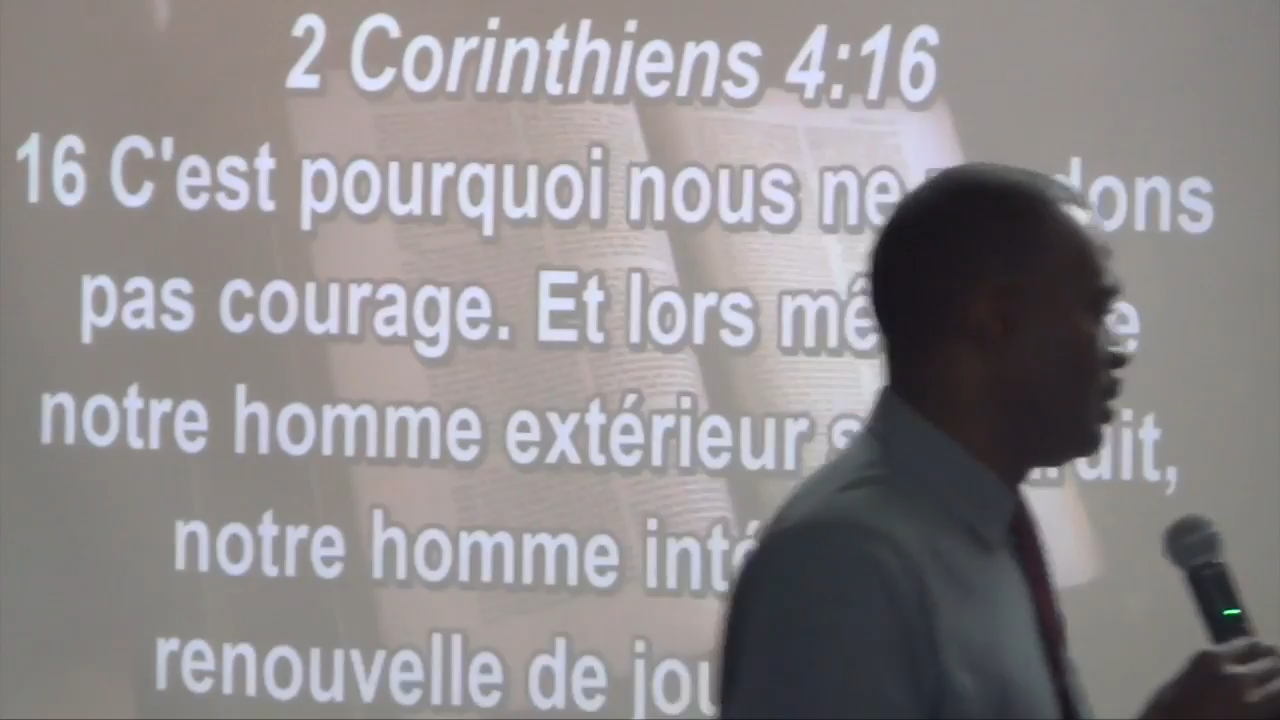 2 Corinthiens 4:16
16 C'est pourquoi nous ne
pas courage. Et lors
notre homme extérieur
notre homme
renouvelle de